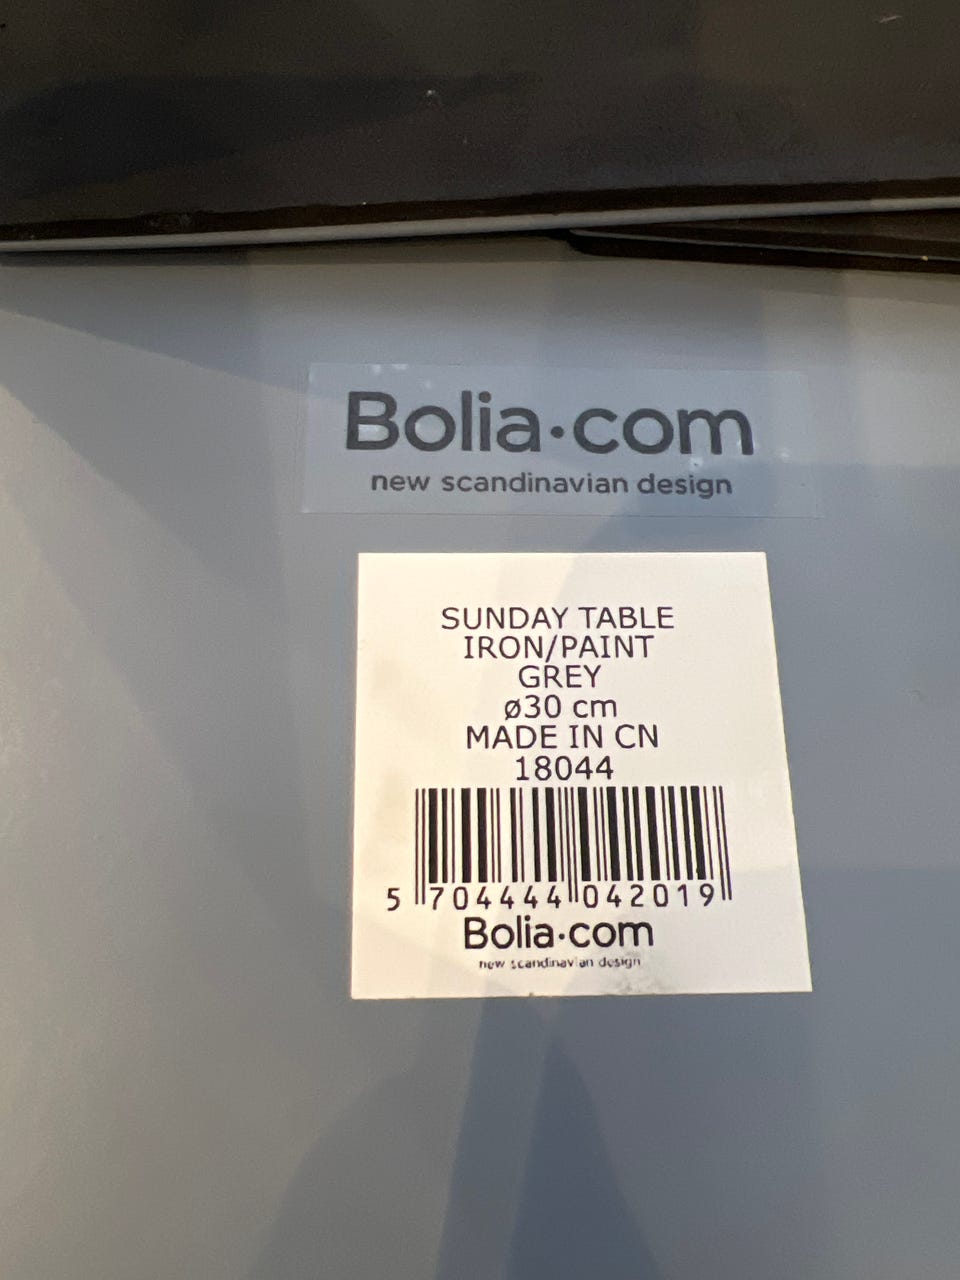 Bolia·com
new scandinavian design
SUNDAY TABLE
IRON/PAINT
GREY
ø30 cm
MADE IN CN
18044
5 704444 042019
Bolia·com
new scandinavian design